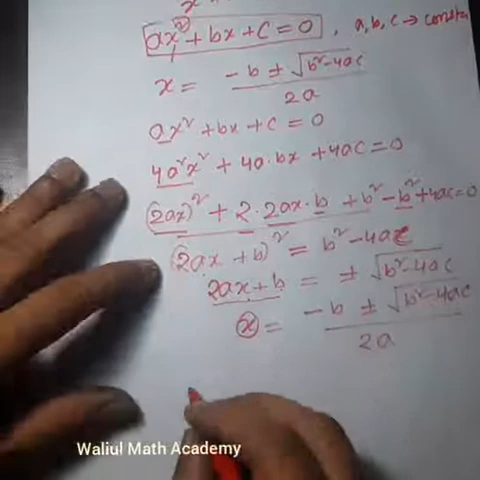 ax² + bx + c = 0 , a, b, c → consta
x = (-b ± √(b²-4ac)) / 2a
ax² + bx + c = 0
4a²x² + 4a·bx + 4ac = 0
(2ax)² + 2·2ax·b + b² - b² + 4ac = 0
(2ax + b)² = b² - 4ac
2ax + b = ± √(b²-4ac)
x = (-b ± √(b²-4ac)) / 2a
Waliul Math Academy